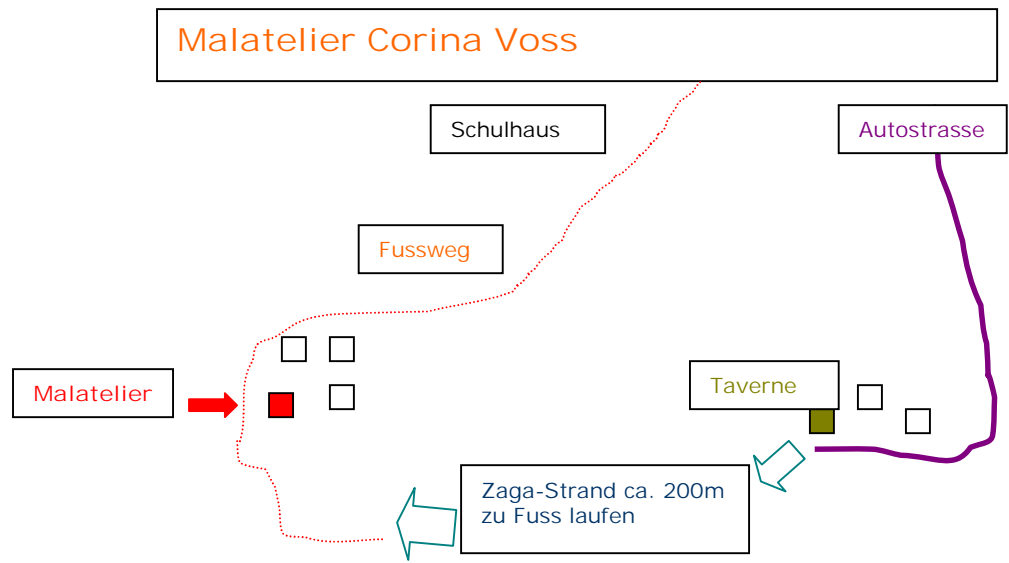 Malatelier Corina Voss
Schulhaus
Autostrasse
Fussweg
Malatelier
Taverne
Zaga-Strand ca. 200m
zu Fuss laufen